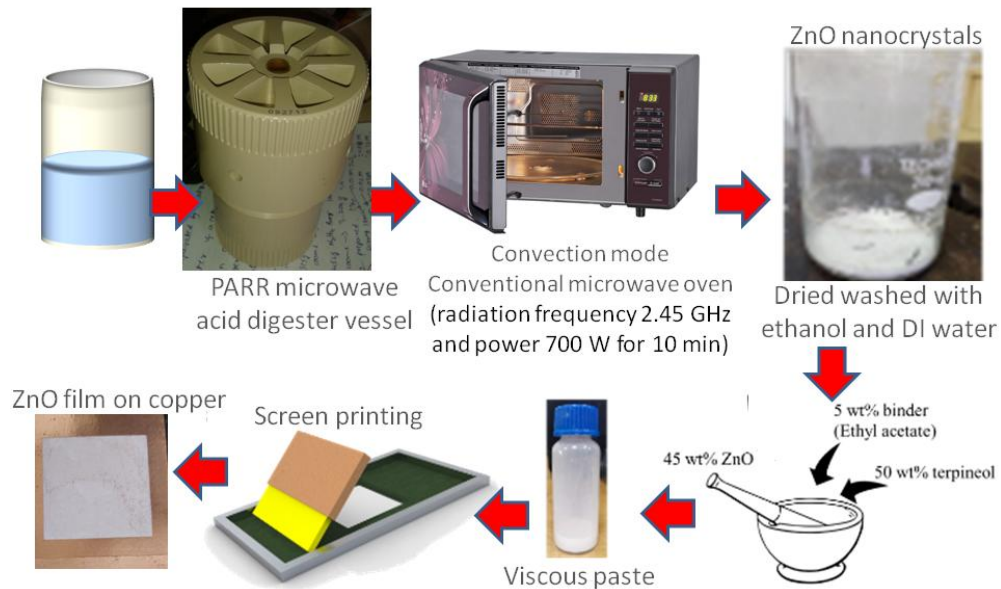 ZnO nanocrystals
PARR microwave
acid digester vessel
833
Convection mode
Conventional microwave oven
(radiation frequency 2.45 GHz
and power 700 W for 10 min)
Dried washed with
ethanol and DI water
ZnO film on copper
Screen printing
Viscous paste
45 wt% ZnO
5 wt% binder
(Ethyl acetate)
50 wt% terpineol